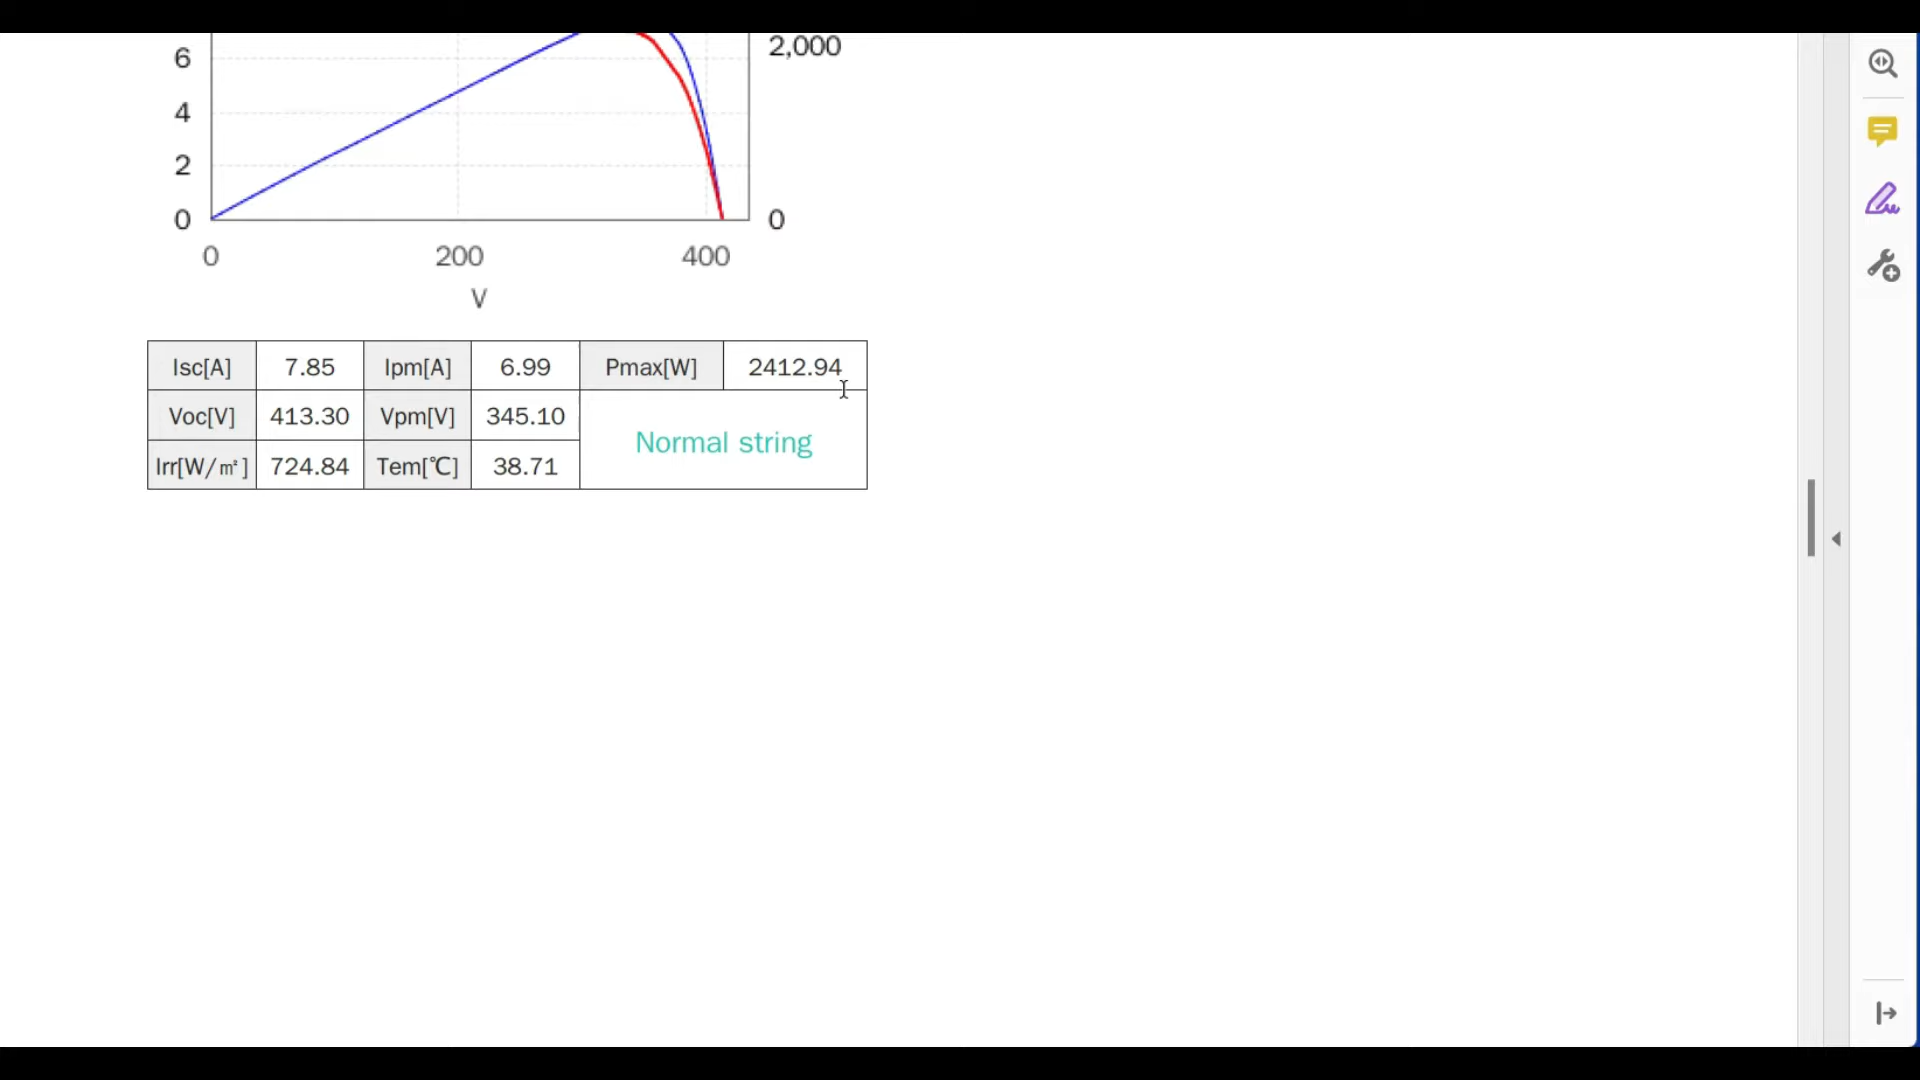 6
2,000
4
2
0
0
0
200
400
V
Isc[A] 7.85 Ipm[A] 6.99 Pmax[W] 2412.94
Voc[V] 413.30 Vpm[V] 345.10
Normal string
Irr[W/㎡] 724.84 Tem[℃] 38.71